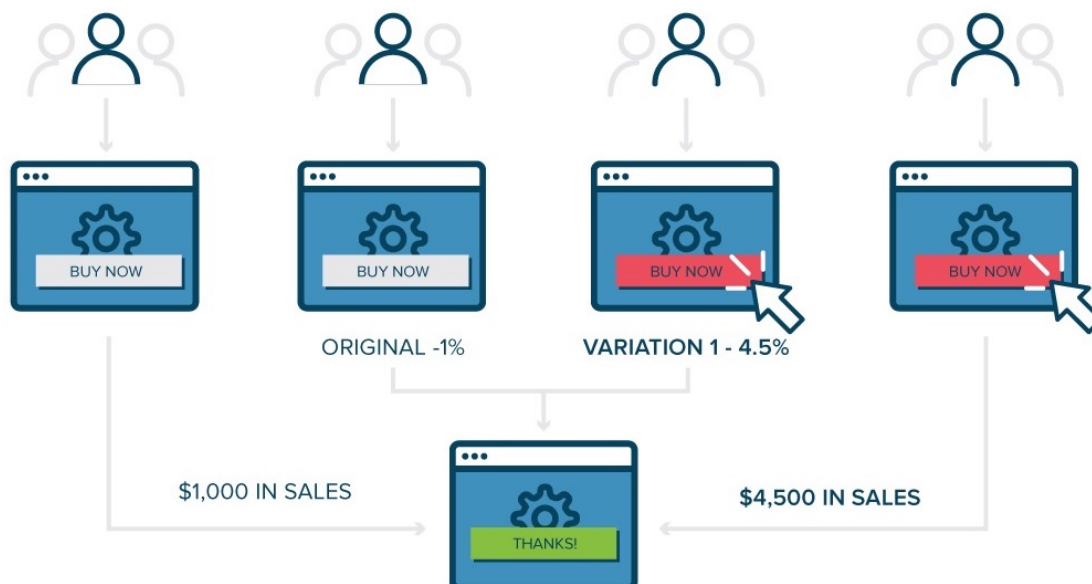 BUY NOW
BUY NOW
BUY NOW
BUY NOW
ORIGINAL -1%
VARIATION 1 - 4.5%
$1,000 IN SALES
$4,500 IN SALES
THANKS!